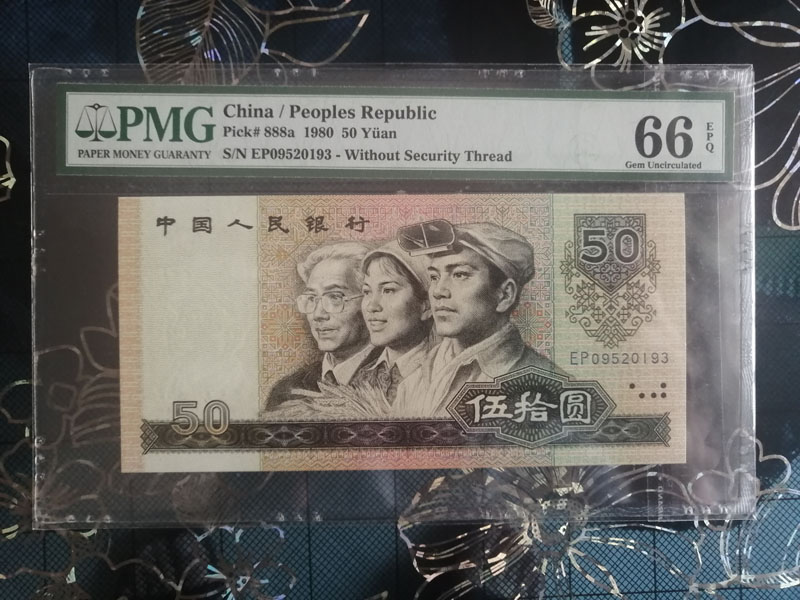 PMG
PAPER MONEY GUARANTY
China / Peoples Republic
Pick# 888a 1980 50 Yüan
S/N EP09520193 - Without Security Thread
66 EPQ
Gem Uncirculated
中国人民银行
50
EP09520193
50
伍拾圆